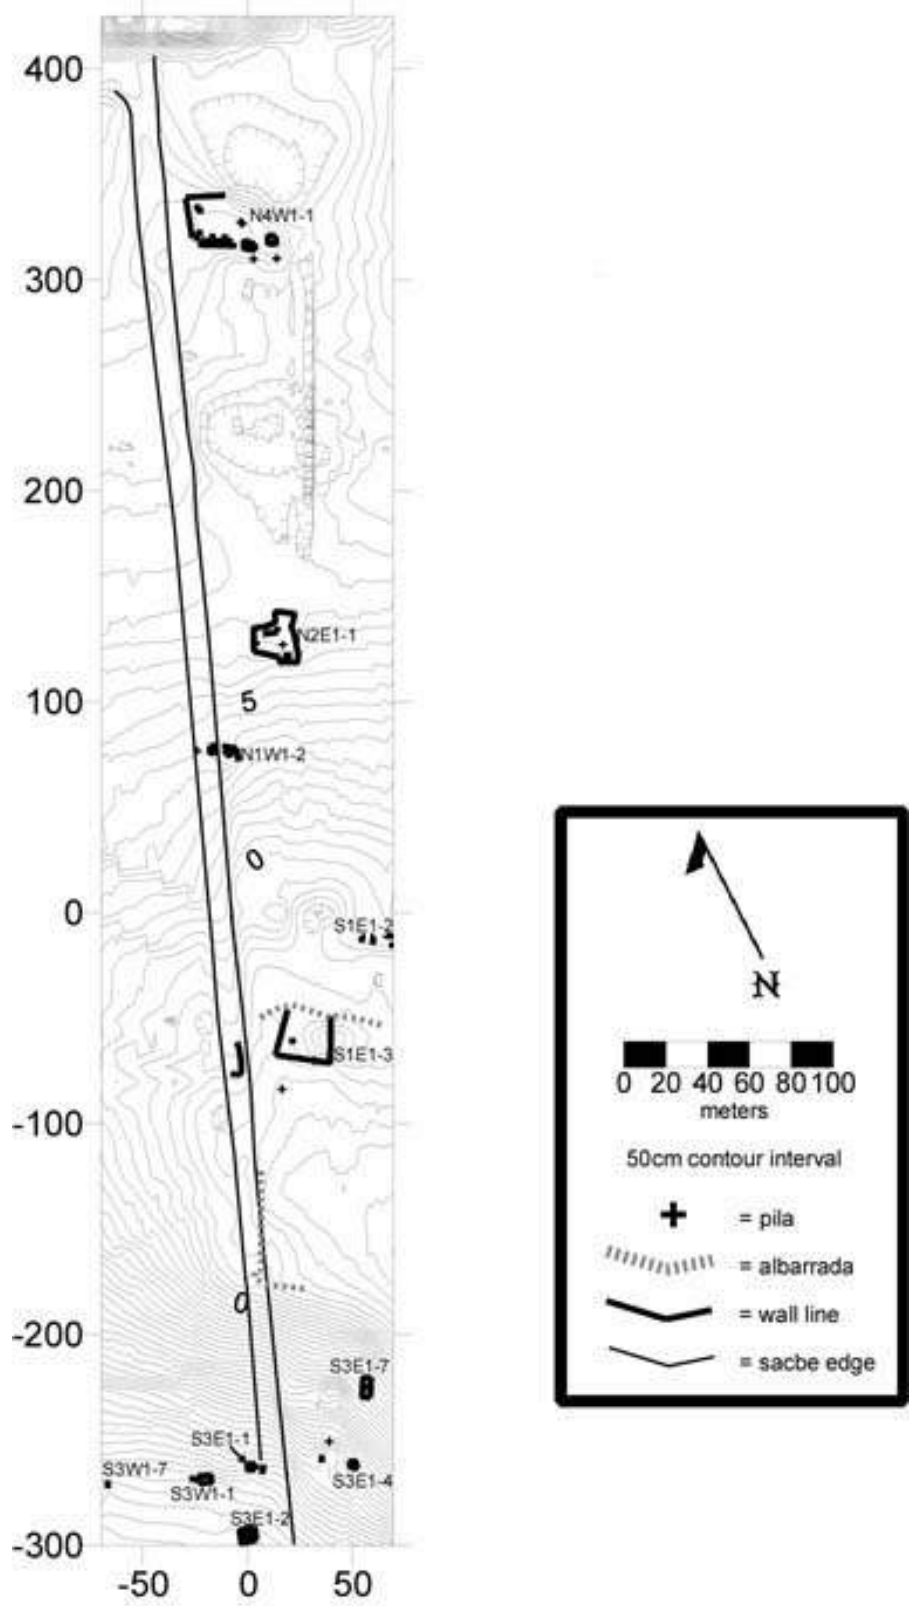 400
N4W1-1
300
200
N2E1-1
100
5
N1W1-2
0
0
S1E1-2
S1E1-3
-100
0
-200
S3E1-7
S3E1-1
S3W1-7
S3W1-1
S3E1-4
S3E1-2
-300
-50 0 50
N
0 20 40 60 80 100
meters
50cm contour interval
= pila
= albarrada
= wall line
= sacbe edge